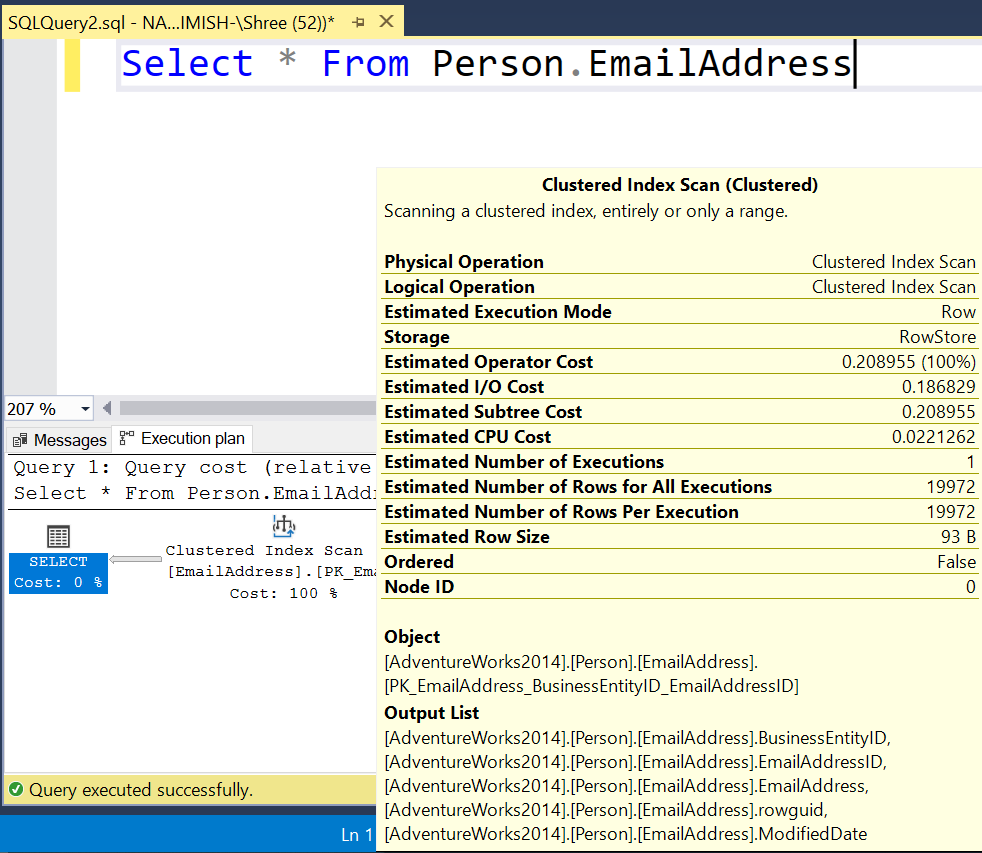 SQLQuery2.sql - NA...IMISH-\Shree (52))*
Select * From Person.EmailAddress
Clustered Index Scan (Clustered)
Scanning a clustered index, entirely or only a range.
Physical Operation Clustered Index Scan
Logical Operation Clustered Index Scan
Estimated Execution Mode Row
Storage RowStore
Estimated Operator Cost 0.208955 (100%)
Estimated I/O Cost 0.186829
Estimated Subtree Cost 0.208955
Estimated CPU Cost 0.0221262
Estimated Number of Executions 1
Estimated Number of Rows for All Executions 19972
Estimated Number of Rows Per Execution 19972
Estimated Row Size 93 B
Ordered False
Node ID 0
Object
[AdventureWorks2014].[Person].[EmailAddress].
[PK_EmailAddress_BusinessEntityID_EmailAddressID]
Output List
[AdventureWorks2014].[Person].[EmailAddress].BusinessEntityID,
[AdventureWorks2014].[Person].[EmailAddress].EmailAddressID,
[AdventureWorks2014].[Person].[EmailAddress].EmailAddress,
[AdventureWorks2014].[Person].[EmailAddress].rowguid,
[AdventureWorks2014].[Person].[EmailAddress].ModifiedDate
207 %
Messages Execution plan
Query 1: Query cost (relative
Select * From Person.EmailAdd
SELECT
Cost: 0 %
Clustered Index Scan
[EmailAddress].[PK_Ema
Cost: 100 %
Query executed successfully.
Ln 1